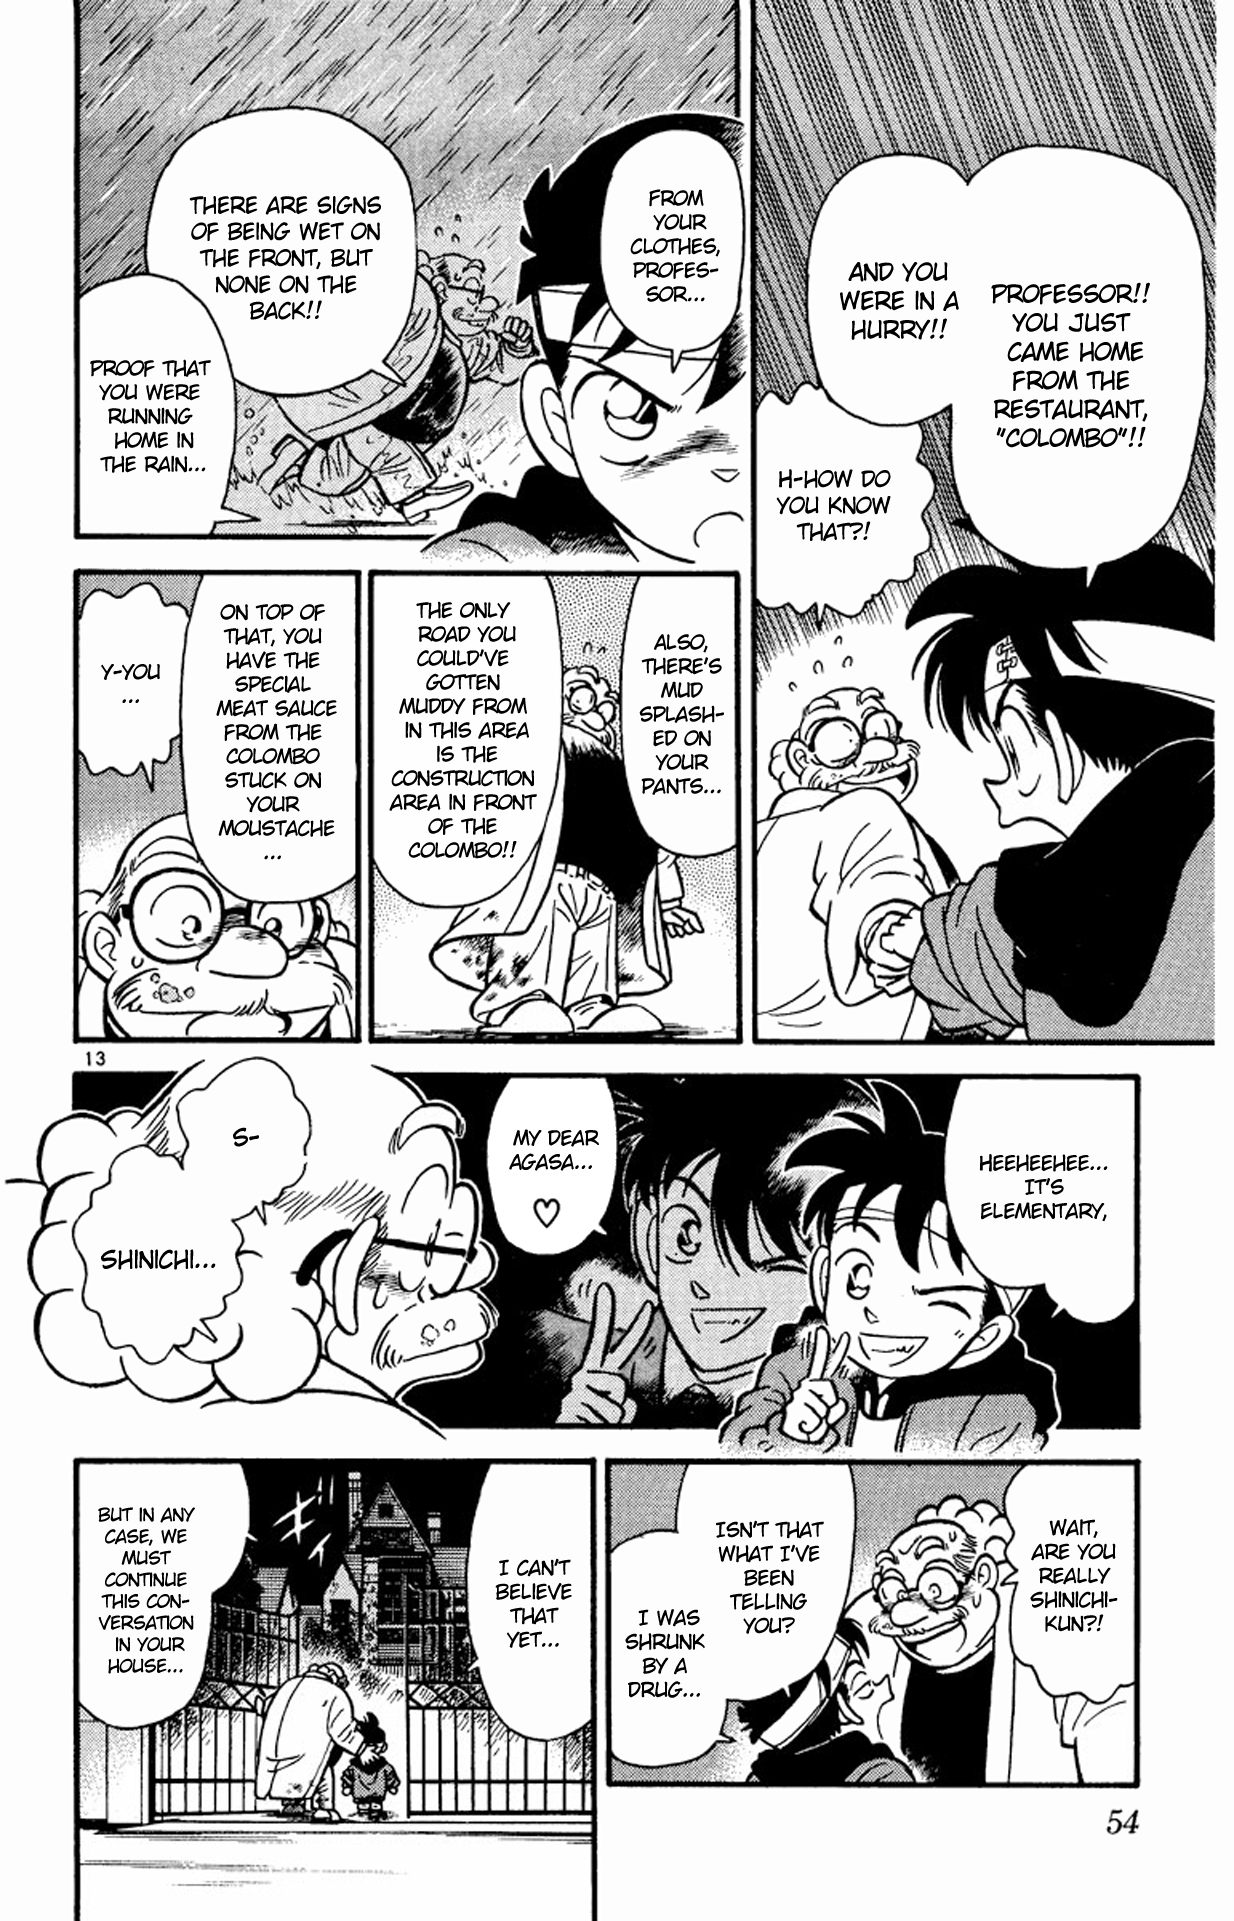 PROFESSOR!!
YOU JUST
CAME HOME
FROM THE
RESTAURANT,
"COLOMBO"!!
AND YOU
WERE IN A
HURRY!!
H-HOW DO
YOU KNOW
THAT?!
FROM
YOUR
CLOTHES,
PROFES-
SOR...
THERE ARE SIGNS
OF BEING WET ON
THE FRONT, BUT
NONE ON THE
BACK!!
PROOF THAT
YOU WERE
RUNNING
HOME IN
THE RAIN...
ALSO,
THERE'S
MUD
SPLASH-
ED ON
YOUR
PANTS...
THE ONLY
ROAD YOU
COULD'VE
GOTTEN
MUDDY FROM
IN THIS AREA
IS THE
CONSTRUCTION
AREA IN FRONT
OF THE
COLOMBO!!
ON TOP OF
THAT, YOU
HAVE THE
SPECIAL
MEAT SAUCE
FROM THE
COLOMBO
STUCK ON
YOUR
MOUSTACHE
...
Y-YOU
...
13
HEEHEEHEE...
IT'S
ELEMENTARY,
MY DEAR
AGASA...
♡
S-
SHINICHI...
WAIT,
ARE YOU
REALLY
SHINICHI-
KUN?!
ISN'T THAT
WHAT I'VE
BEEN
TELLING
YOU?
I WAS
SHRUNK
BY A
DRUG...
I CAN'T
BELIEVE
THAT
YET...
BUT IN ANY
CASE, WE
MUST
CONTINUE
THIS CON-
VERSATION
IN YOUR
HOUSE...
54